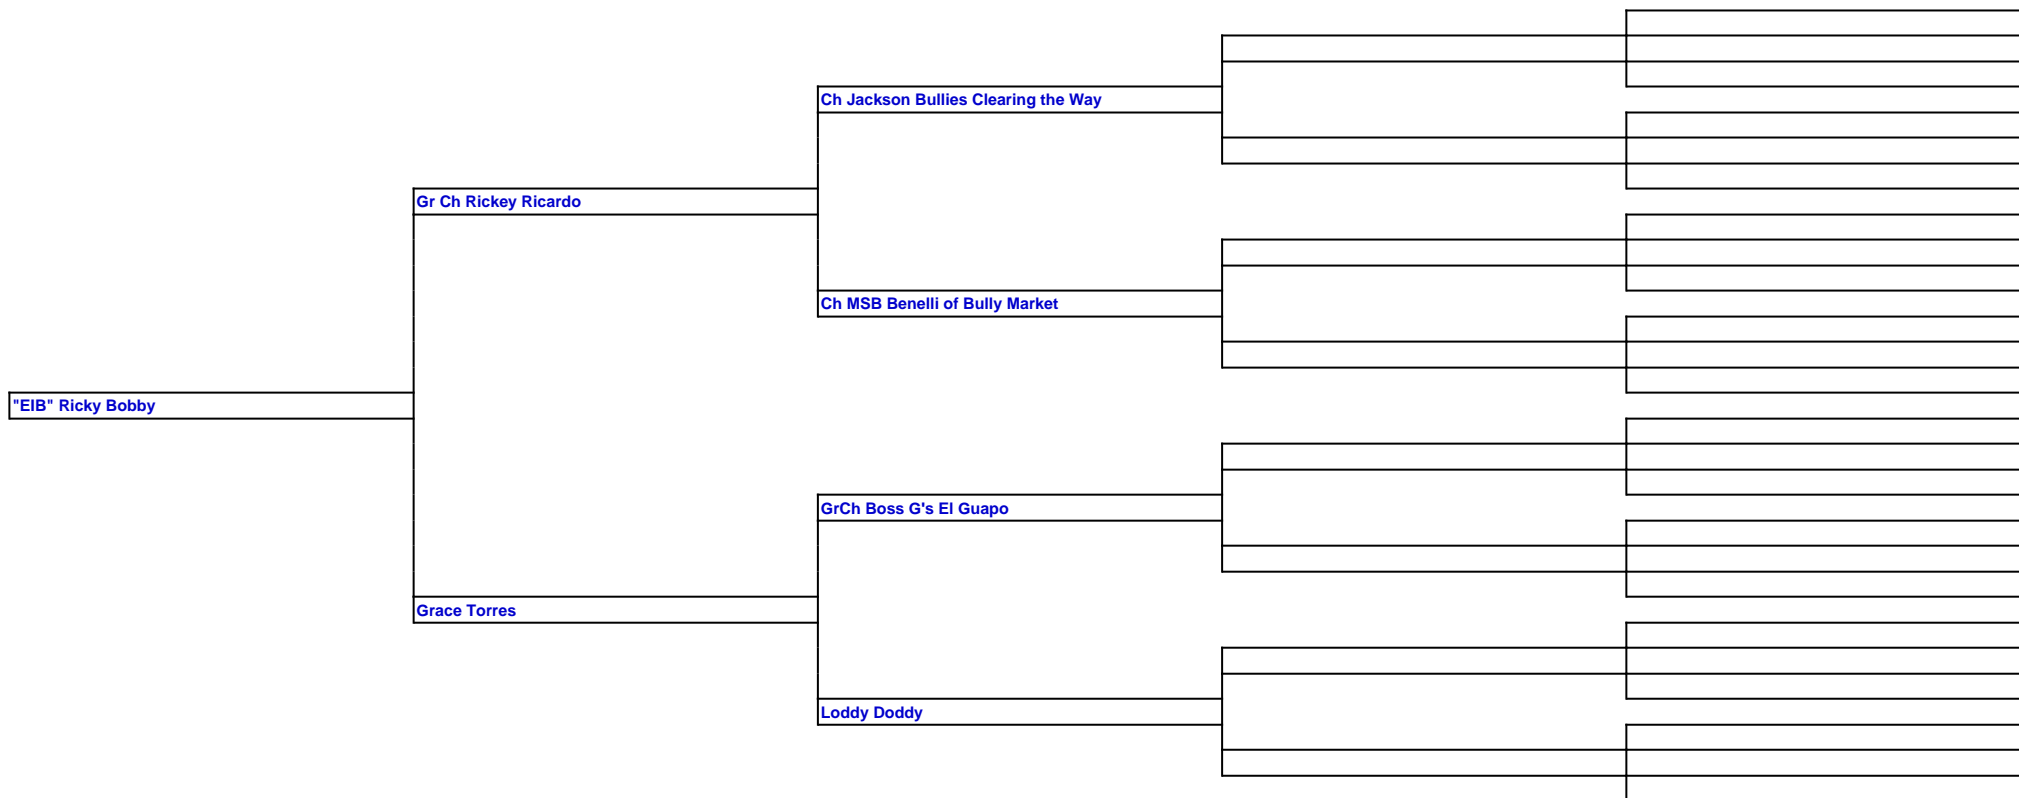 Ch Jackson Bullies Clearing the Way
Gr Ch Rickey Ricardo
Ch MSB Benelli of Bully Market
"EIB" Ricky Bobby
GrCh Boss G's El Guapo
Grace Torres
Loddy Doddy